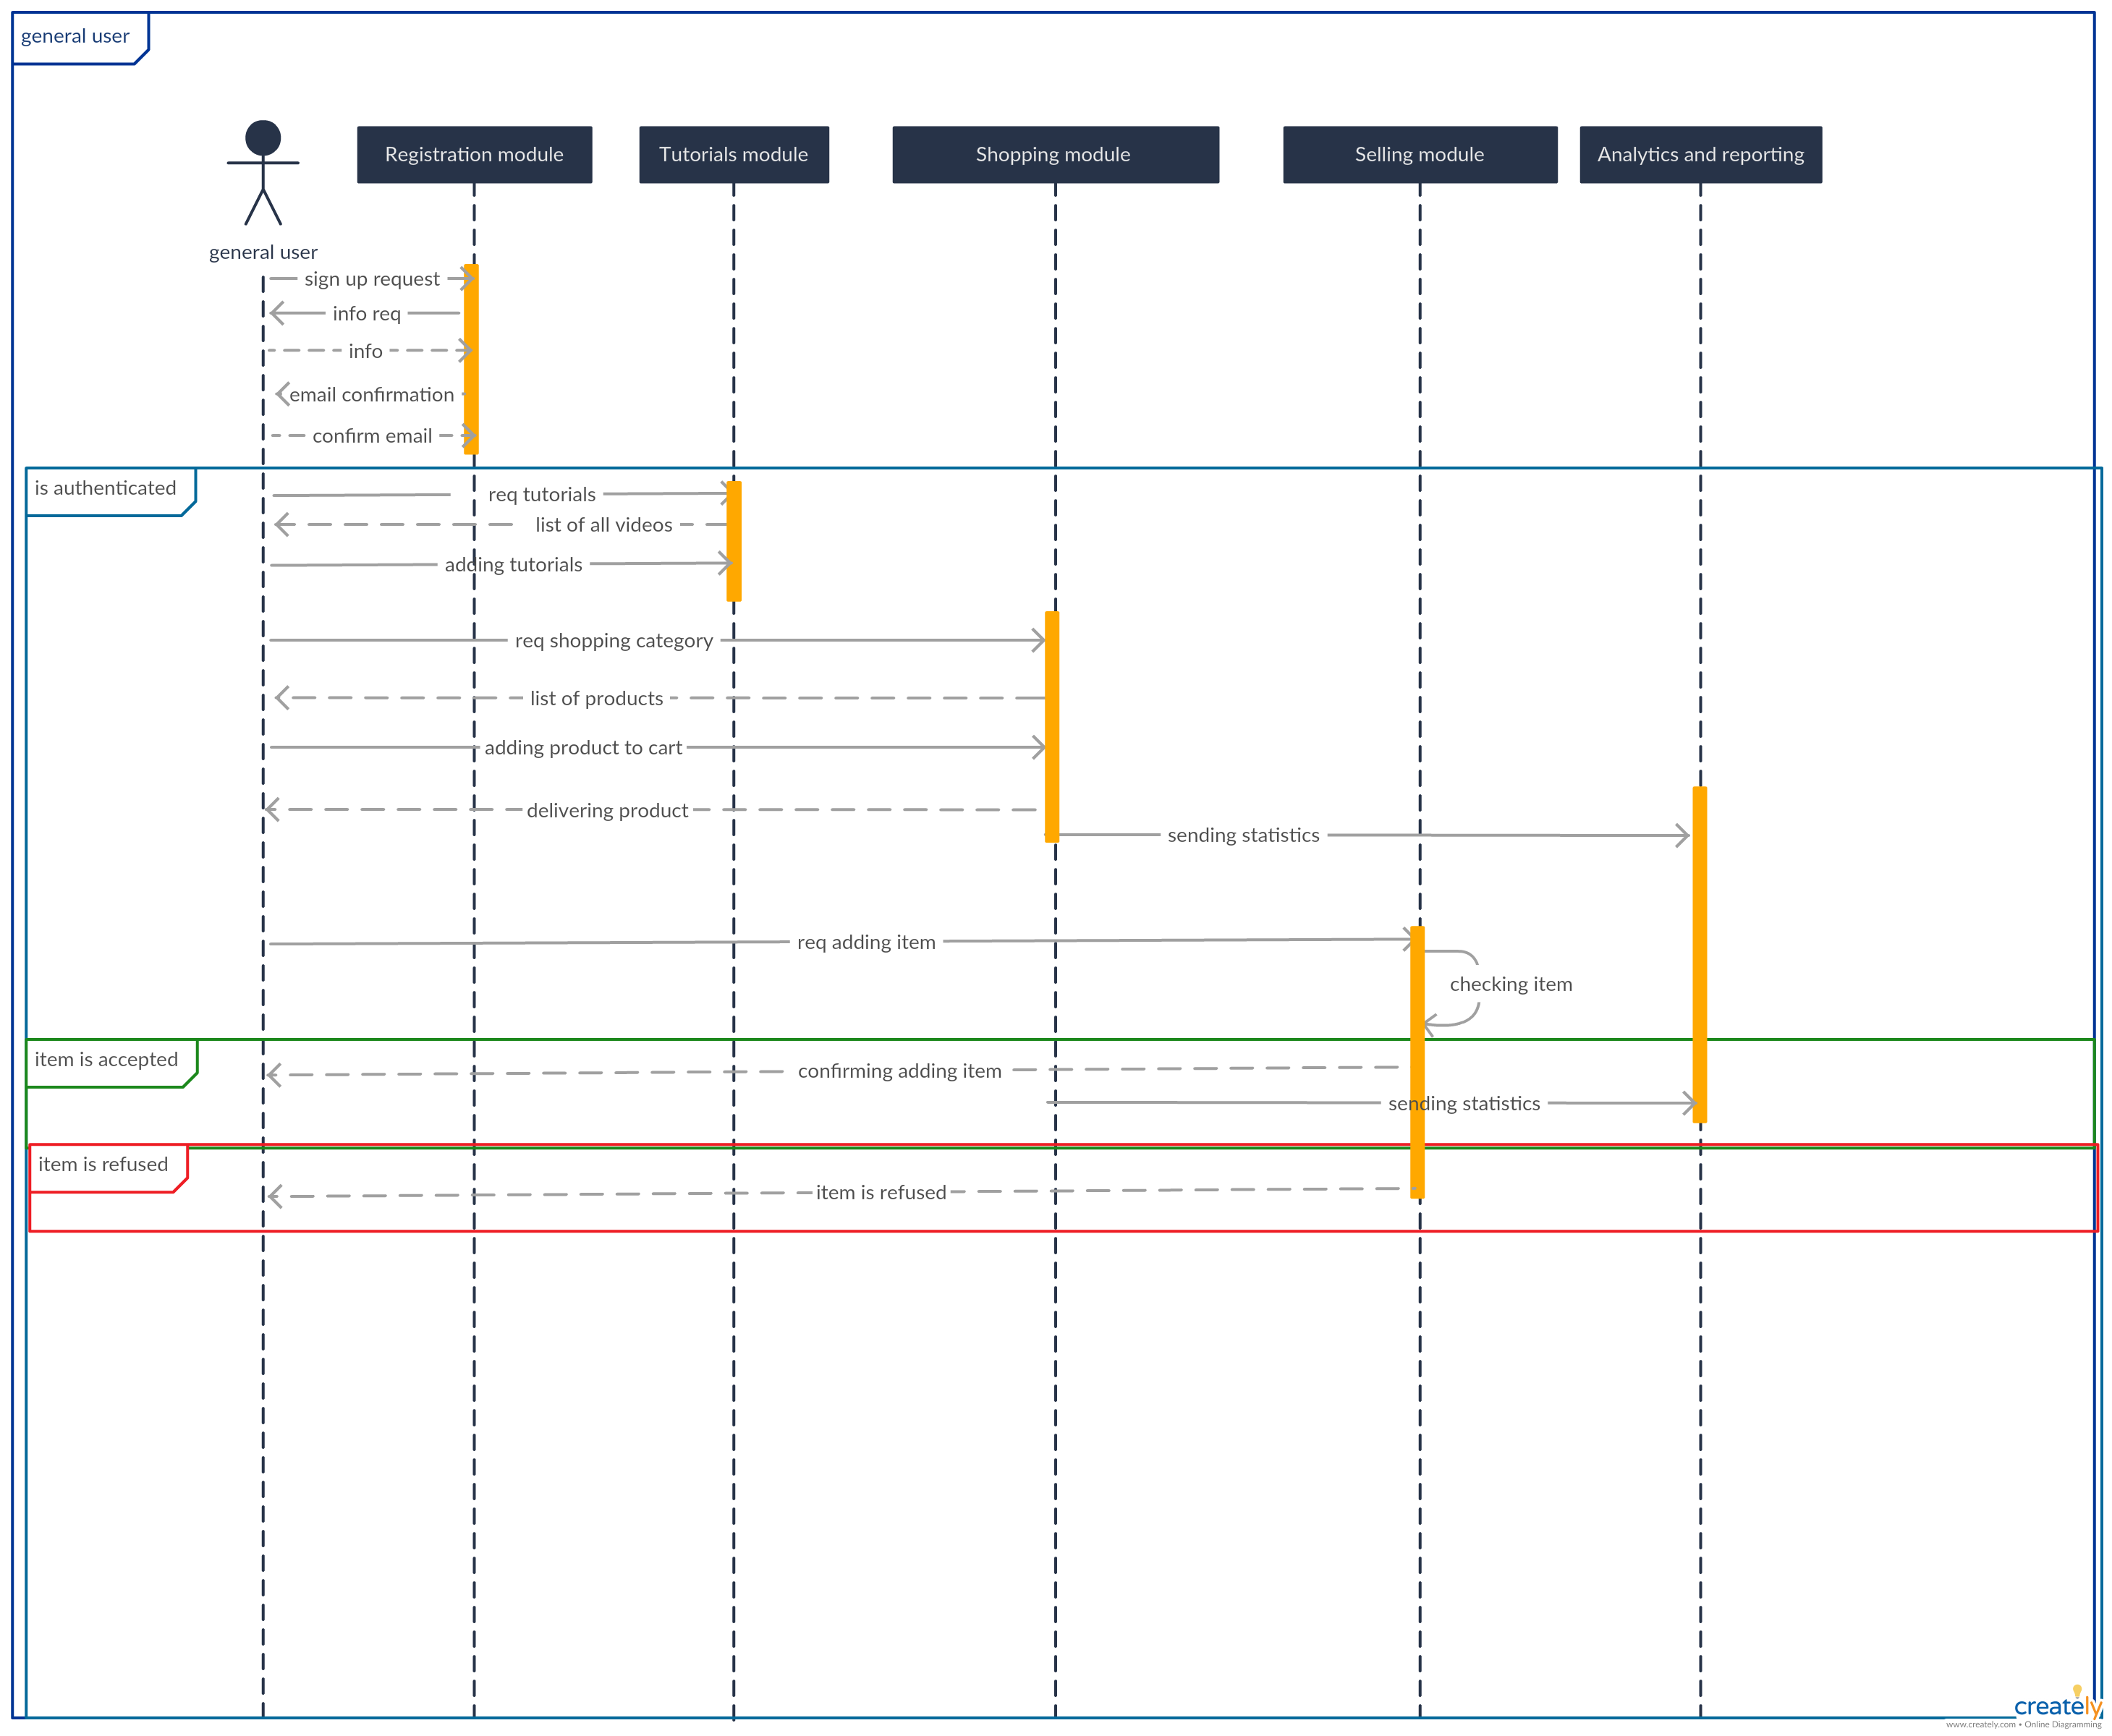 general user
general user
Registration module
Tutorials module
Shopping module
Selling module
Analytics and reporting
sign up request
info req
info
email confirmation
confirm email
is authenticated
req tutorials
list of all videos
adding tutorials
req shopping category
list of products
adding product to cart
delivering product
sending statistics
req adding item
checking item
item is accepted
confirming adding item
sending statistics
item is refused
item is refused
creately
www.creately.com • Online Diagramming